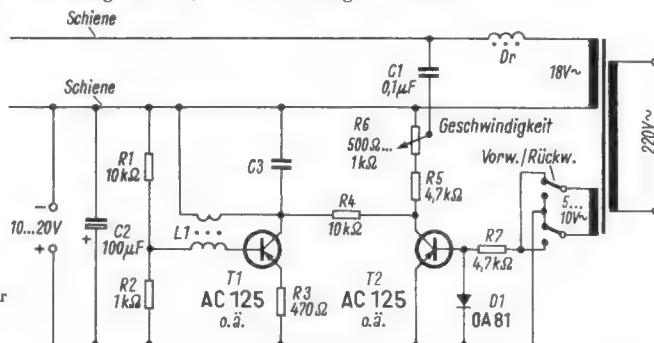 Schiene
Dr
18V~
C1
0,1µF
Schiene
220V~
R6
500Ω...
1kΩ
Geschwindigkeit
Vorw./Rückw.
R1
10kΩ
C3
R5
4,7kΩ
5...
10V~
R4
10kΩ
R7
4,7kΩ
−
10...20V
+
C2
100µF
+
L1
R2
1kΩ
T1
AC 125
o.ä.
R3
470Ω
T2
AC 125
o.ä.
D1
OA81
r